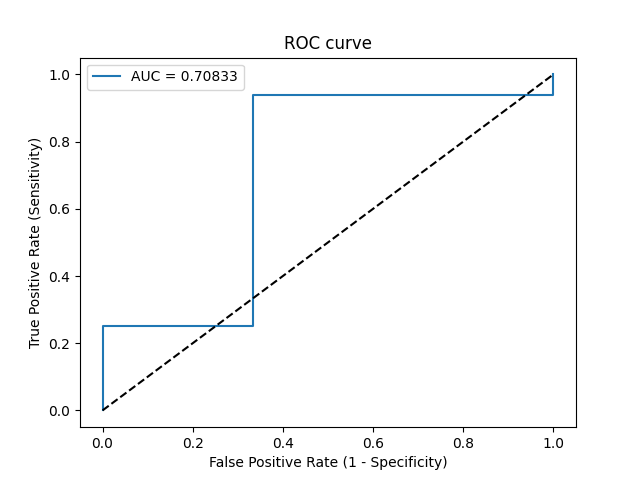 ROC curve
AUC = 0.70833
True Positive Rate (Sensitivity)
1.0
0.8
0.6
0.4
0.2
0.0
0.0 0.2 0.4 0.6 0.8 1.0
False Positive Rate (1 - Specificity)